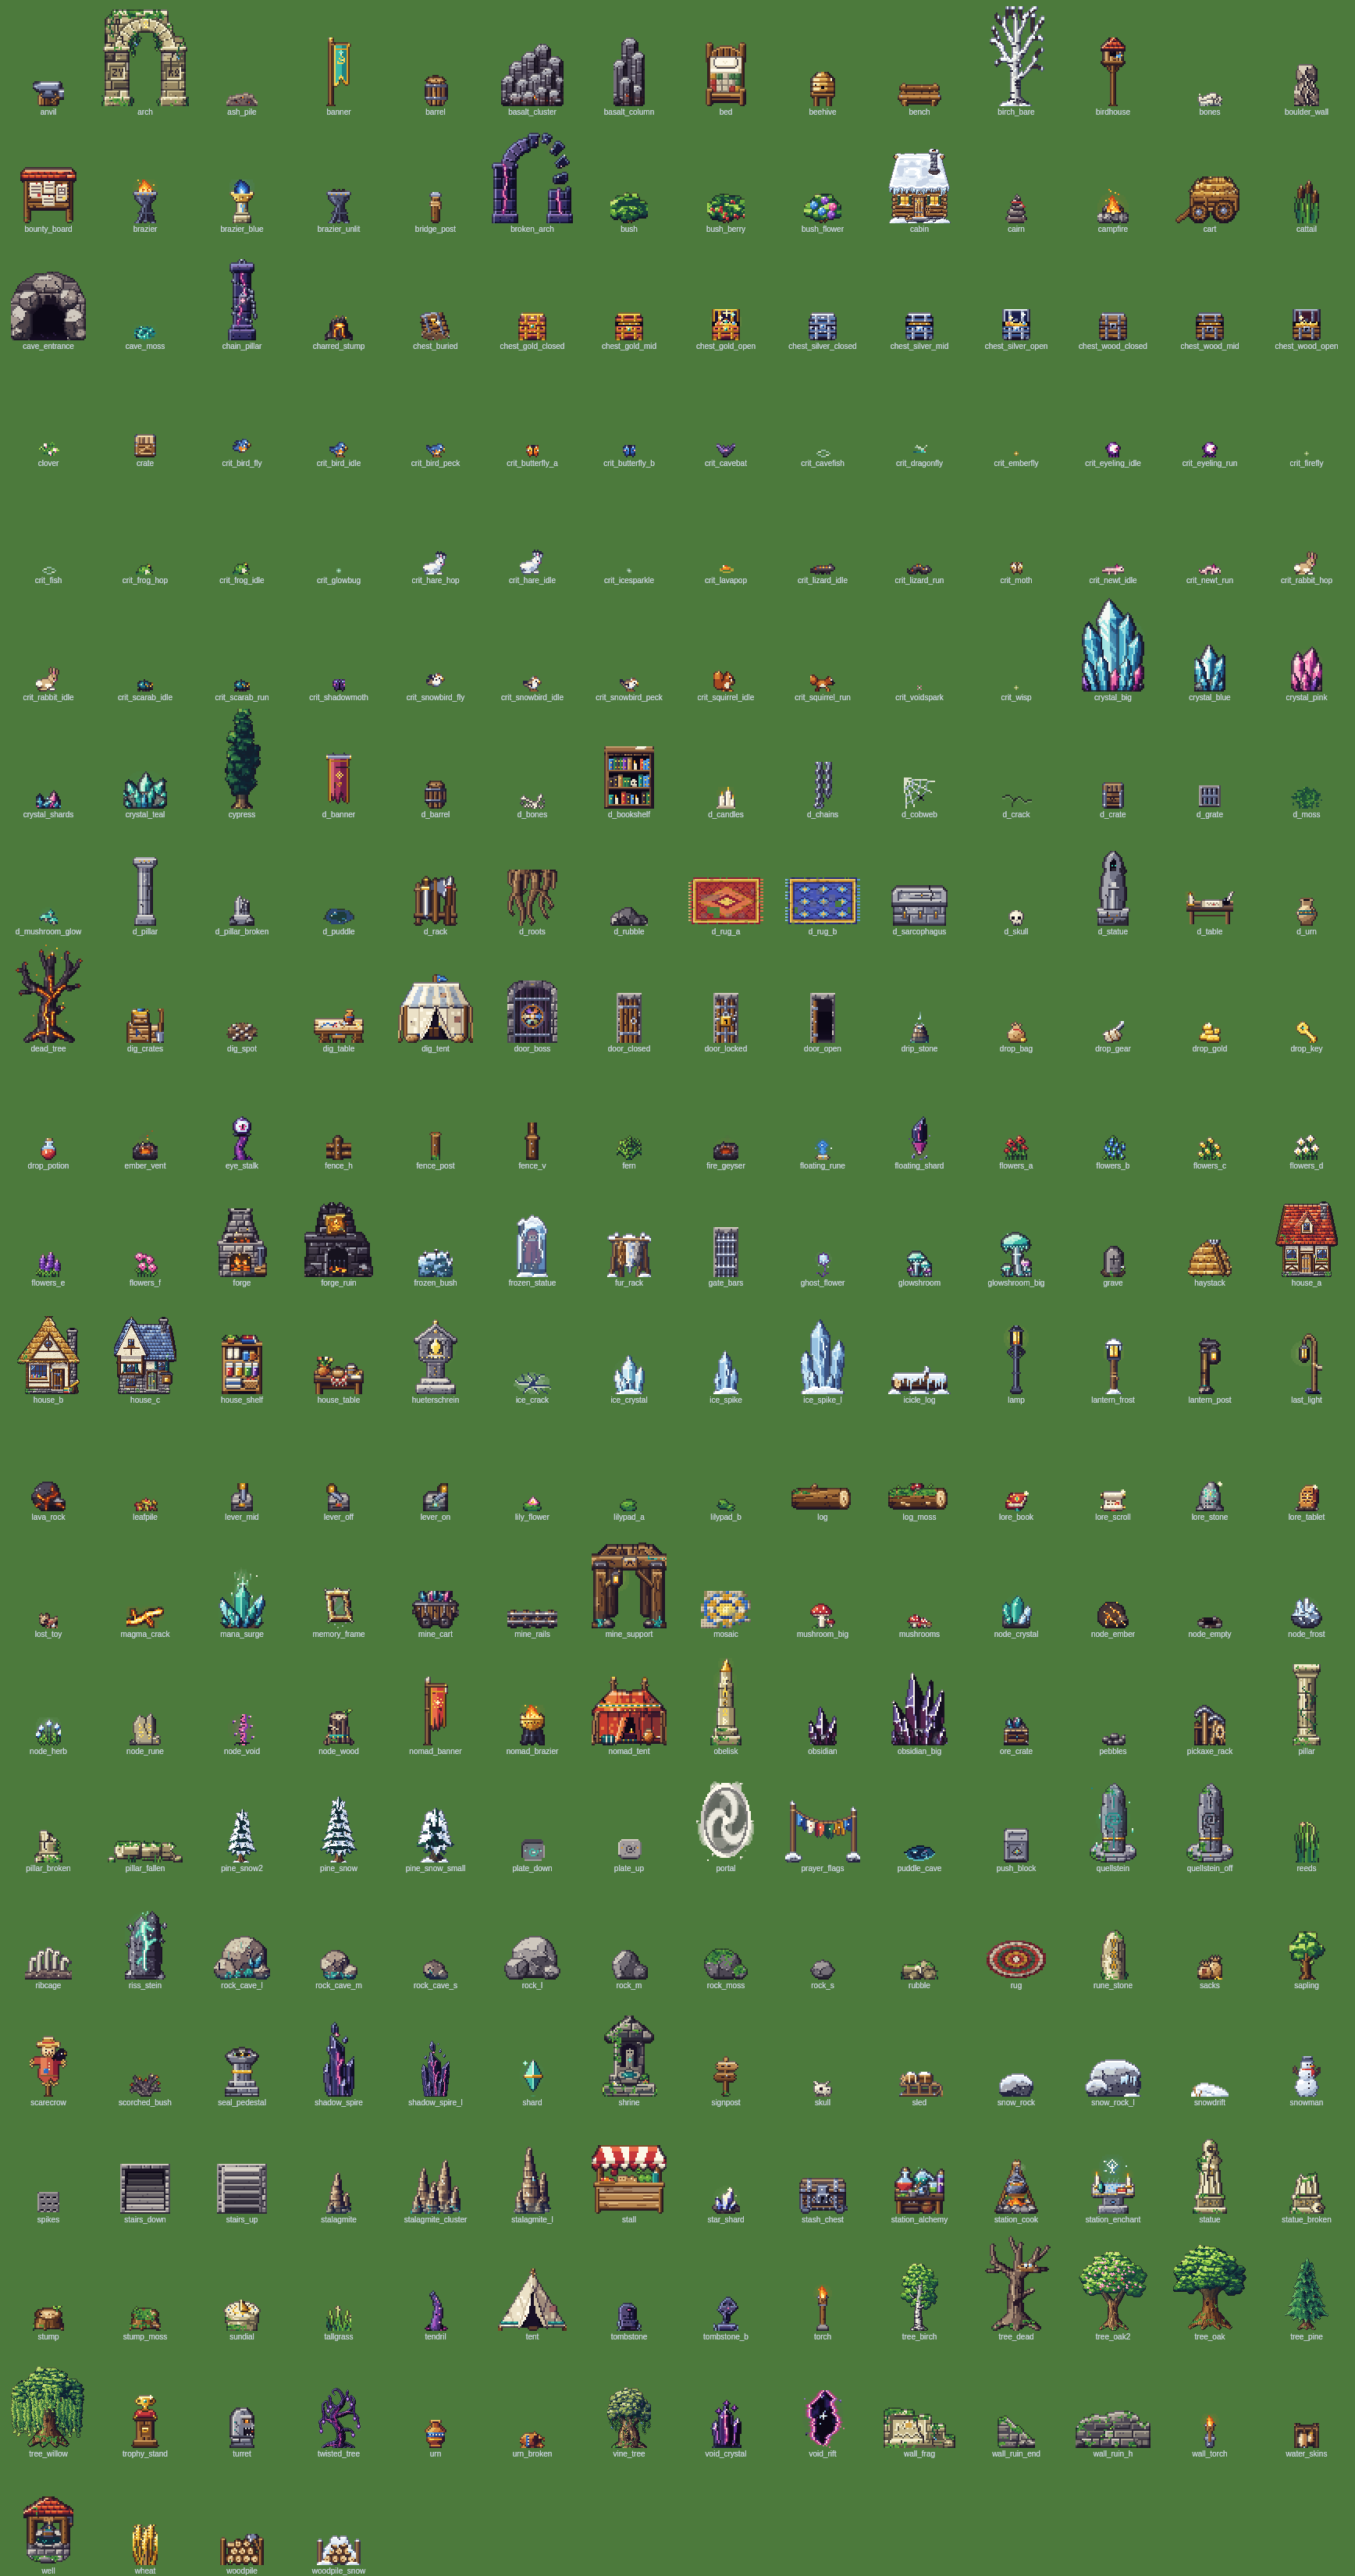 anvil arch ash_pile banner barrel basalt_cluster basalt_column bed beehive bench birch_bare birdhouse bones boulder_wall
bounty_board brazier brazier_blue brazier_unlit bridge_post broken_arch bush bush_berry bush_flower cabin cairn campfire cart cattail
cave_entrance cave_moss chain_pillar charred_stump chest_buried chest_gold_closed chest_gold_mid chest_gold_open chest_silver_closed chest_silver_mid chest_silver_open chest_wood_closed chest_wood_mid chest_wood_open
clover crate crit_bird_fly crit_bird_idle crit_bird_peck crit_butterfly_a crit_butterfly_b crit_cavebat crit_cavefish crit_dragonfly crit_emberfly crit_eyeling_idle crit_eyeling_run crit_firefly
crit_fish crit_frog_hop crit_frog_idle crit_glowbug crit_hare_hop crit_hare_idle crit_icesparkle crit_lavapop crit_lizard_idle crit_lizard_run crit_moth crit_newt_idle crit_newt_run crit_rabbit_hop
crit_rabbit_idle crit_scarab_idle crit_scarab_run crit_shadowmoth crit_snowbird_fly crit_snowbird_idle crit_snowbird_peck crit_squirrel_idle crit_squirrel_run crit_voidspark crit_wisp crystal_big crystal_blue crystal_pink
crystal_shards crystal_teal cypress d_banner d_barrel d_bones d_bookshelf d_candles d_chains d_cobweb d_crack d_crate d_grate d_moss
d_mushroom_glow d_pillar d_pillar_broken d_puddle d_rack d_roots d_rubble d_rug_a d_rug_b d_sarcophagus d_skull d_statue d_table d_urn
dead_tree dig_crates dig_spot dig_table dig_tent door_boss door_closed door_locked door_open drip_stone drop_bag drop_gear drop_gold drop_key
drop_potion ember_vent eye_stalk fence_h fence_post fence_v fern fire_geyser floating_rune floating_shard flowers_a flowers_b flowers_c flowers_d
flowers_e flowers_f forge forge_ruin frozen_bush frozen_statue fur_rack gate_bars ghost_flower glowshroom glowshroom_big grave haystack house_a
house_b house_c house_shelf house_table hueterschrein ice_crack ice_crystal ice_spike ice_spike_l icicle_log lamp lantern_frost lantern_post last_light
lava_rock leafpile lever_mid lever_off lever_on lily_flower lilypad_a lilypad_b log log_moss lore_book lore_scroll lore_stone lore_tablet
lost_toy magma_crack mana_surge memory_frame mine_cart mine_rails mine_support mosaic mushroom_big mushrooms node_crystal node_ember node_empty node_frost
node_herb node_rune node_void node_wood nomad_banner nomad_brazier nomad_tent obelisk obsidian obsidian_big ore_crate pebbles pickaxe_rack pillar
pillar_broken pillar_fallen pine_snow2 pine_snow pine_snow_small plate_down plate_up portal prayer_flags puddle_cave push_block quellstein quellstein_off reeds
ribcage riss_stein rock_cave_l rock_cave_m rock_cave_s rock_l rock_m rock_moss rock_s rubble rug rune_stone sacks sapling
scarecrow scorched_bush seal_pedestal shadow_spire shadow_spire_l shard shrine signpost skull sled snow_rock snow_rock_l snowdrift snowman
spikes stairs_down stairs_up stalagmite stalagmite_cluster stalagmite_l stall star_shard stash_chest station_alchemy station_cook station_enchant statue statue_broken
stump stump_moss sundial tallgrass tendril tent tombstone tombstone_b torch tree_birch tree_dead tree_oak2 tree_oak tree_pine
tree_willow trophy_stand turret twisted_tree urn urn_broken vine_tree void_crystal void_rift wall_frag wall_ruin_end wall_ruin_h wall_torch water_skins
well wheat woodpile woodpile_snow